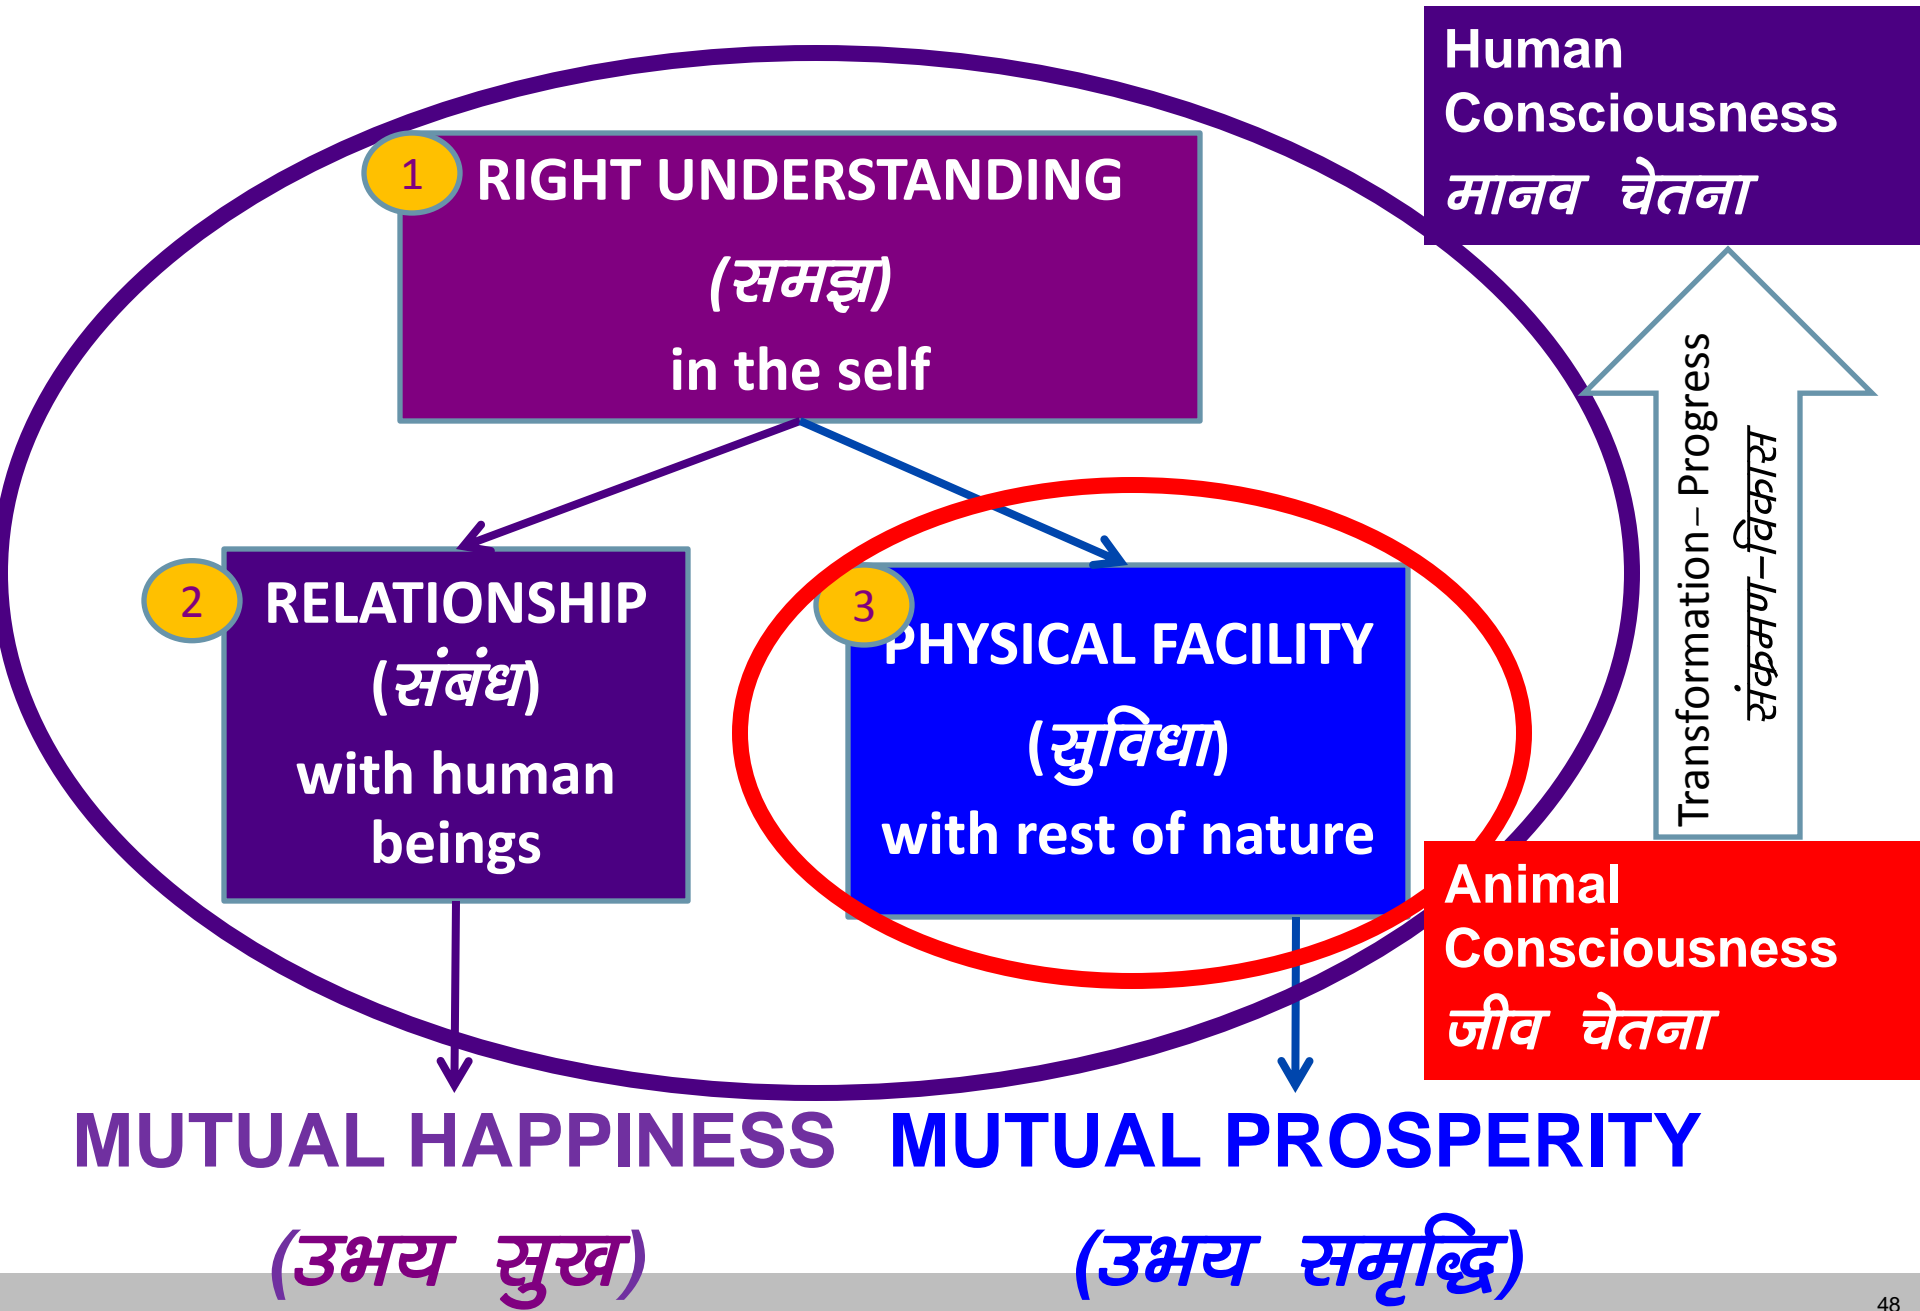 Human
Consciousness
मानव चेतना
1
RIGHT UNDERSTANDING
(समझ)
in the self
2
RELATIONSHIP
(संबंध)
with human
beings
3
PHYSICAL FACILITY
(सुविधा)
with rest of nature
Transformation – Progress
संक्रमना-विकास
Animal
Consciousness
जीव चेतना
MUTUAL HAPPINESS
(उभय सुख)
MUTUAL PROSPERITY
(उभय समृद्धि)
48